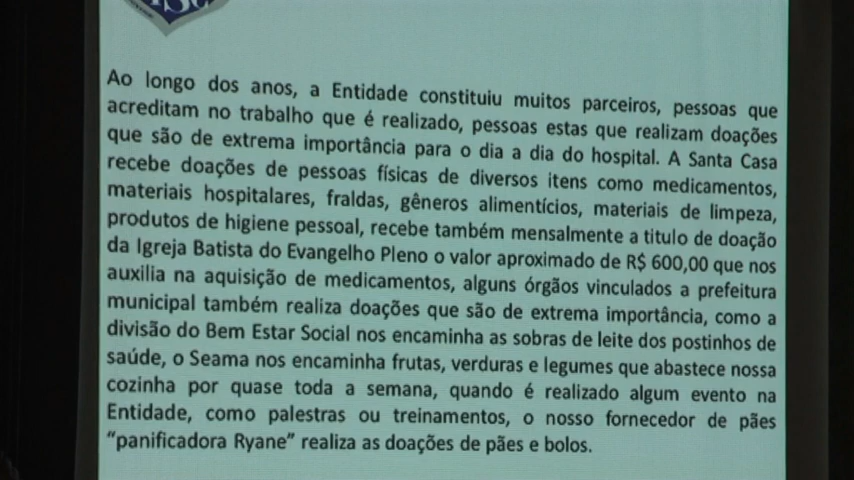 Ao longo dos anos, a Entidade constituiu muitos parceiros, pessoas que
acreditam no trabalho que é realizado, pessoas estas que realizam doações
que são de extrema importância para o dia a dia do hospital. A Santa Casa
recebe doações de pessoas físicas de diversos itens como medicamentos,
materiais hospitalares, fraldas, gêneros alimentícios, materiais de limpeza,
produtos de higiene pessoal, recebe também mensalmente a titulo de doação
da Igreja Batista do Evangelho Pleno o valor aproximado de R$ 600,00 que nos
auxilia na aquisição de medicamentos, alguns órgãos vinculados a prefeitura
municipal também realiza doações que são de extrema importância, como a
divisão do Bem Estar Social nos encaminha as sobras de leite dos postinhos de
saúde, o Seama nos encaminha frutas, verduras e legumes que abastece nossa
cozinha por quase toda a semana, quando é realizado algum evento na
Entidade, como palestras ou treinamentos, o nosso fornecedor de pães
“panificadora Ryane” realiza as doações de pães e bolos.